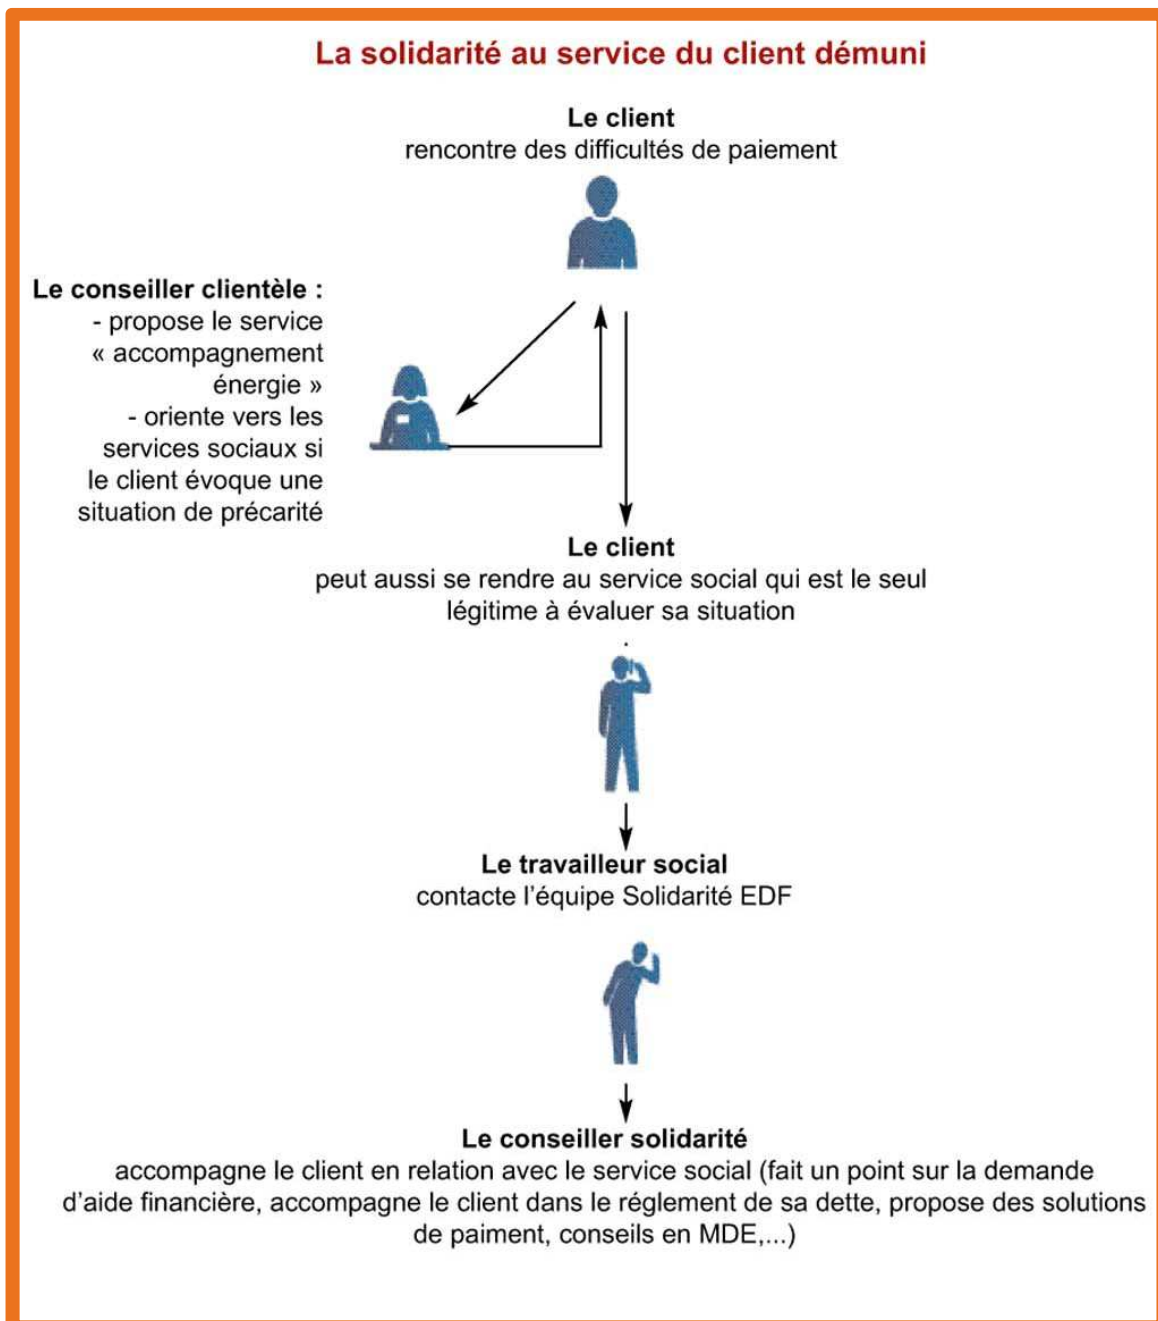 La solidarité au service du client démuni
Le client
rencontre des difficultés de paiement
Le conseiller clientèle :
- propose le service
« accompagnement
énergie »
- oriente vers les
services sociaux si
le client évoque une
situation de précarité
Le client
peut aussi se rendre au service social qui est le seul
légitime à évaluer sa situation
.
Le travailleur social
contacte l'équipe Solidarité EDF
Le conseiller solidarité
accompagne le client en relation avec le service social (fait un point sur la demande
d'aide financière, accompagne le client dans le réglement de sa dette, propose des solutions
de paiment, conseils en MDE,...)